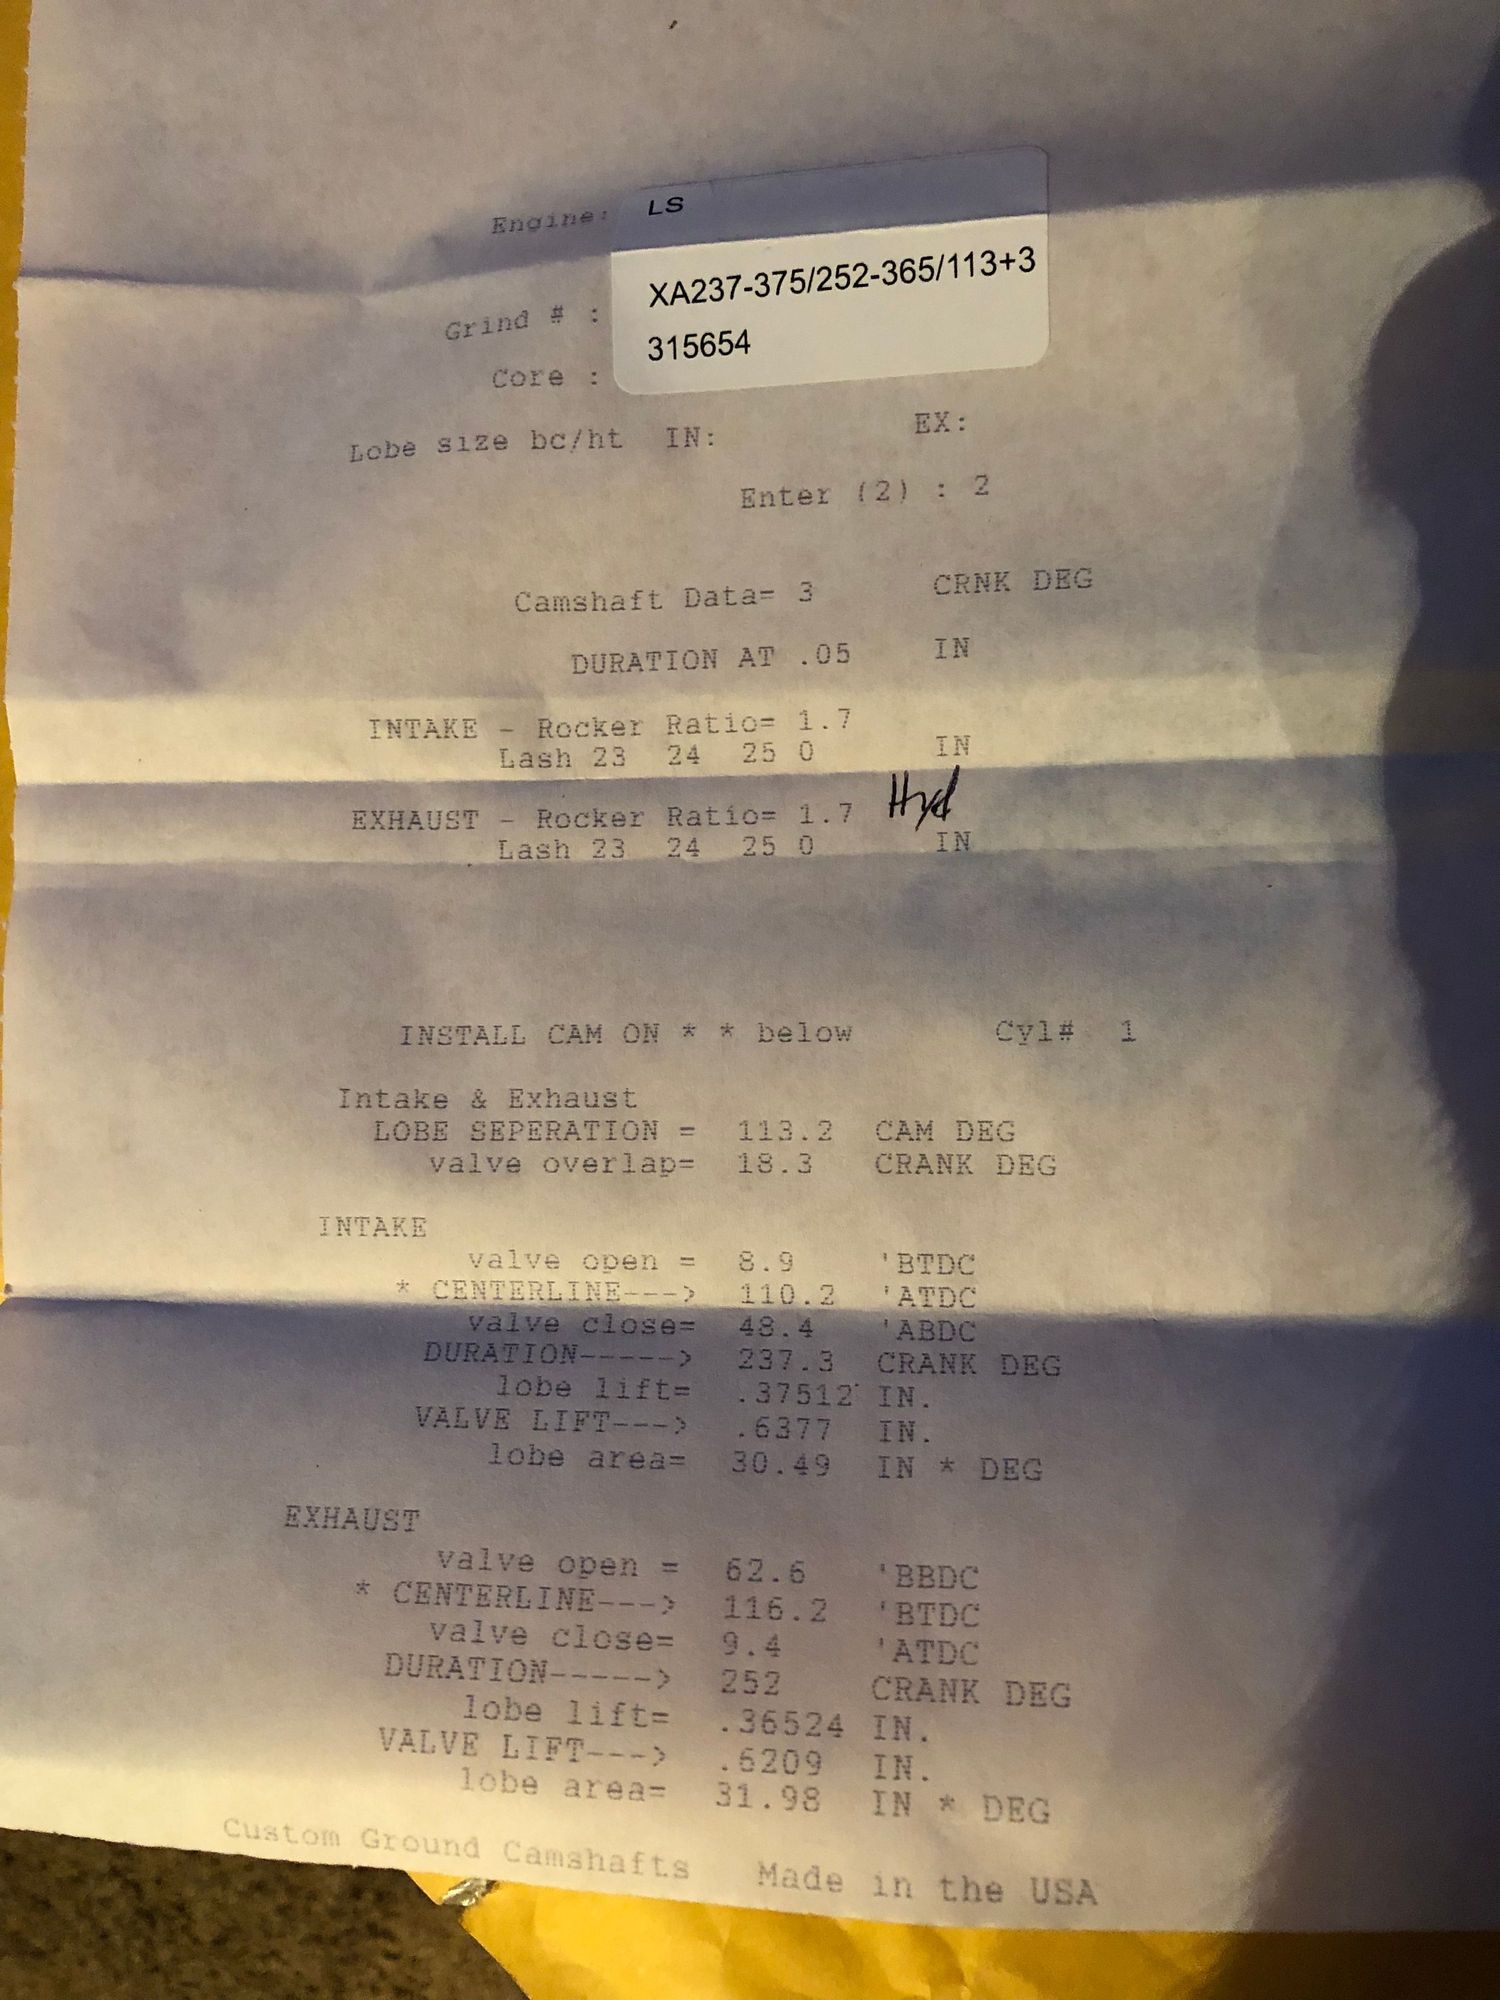 Engine: LS
Grind # : XA237-375/252-365/113+3
Core : 315654
Lobe size bc/ht IN: EX:
Enter (2) : 2
Camshaft Data= 3 CRNK DEG
DURATION AT .05 IN
INTAKE - Rocker Ratio= 1.7
Lash 23 24 25 0 IN
EXHAUST - Rocker Ratio= 1.7 Hyd
Lash 23 24 25 0 IN
INSTALL CAM ON * * below Cyl# 1
Intake & Exhaust
LOBE SEPERATION = 113.2 CAM DEG
valve overlap= 18.3 CRANK DEG
INTAKE
valve open = 8.9 'BTDC
* CENTERLINE---> 110.2 'ATDC
valve close= 48.4 'ABDC
DURATION-----> 237.3 CRANK DEG
lobe lift= .37512 IN.
VALVE LIFT---> .6377 IN.
lobe area= 30.49 IN * DEG
EXHAUST
valve open = 62.6 'BBDC
* CENTERLINE---> 116.2 'BTDC
valve close= 9.4 'ATDC
DURATION-----> 252 CRANK DEG
lobe lift= .36524 IN.
VALVE LIFT---> .6209 IN.
lobe area= 31.98 IN * DEG
Custom Ground Camshafts Made in the USA